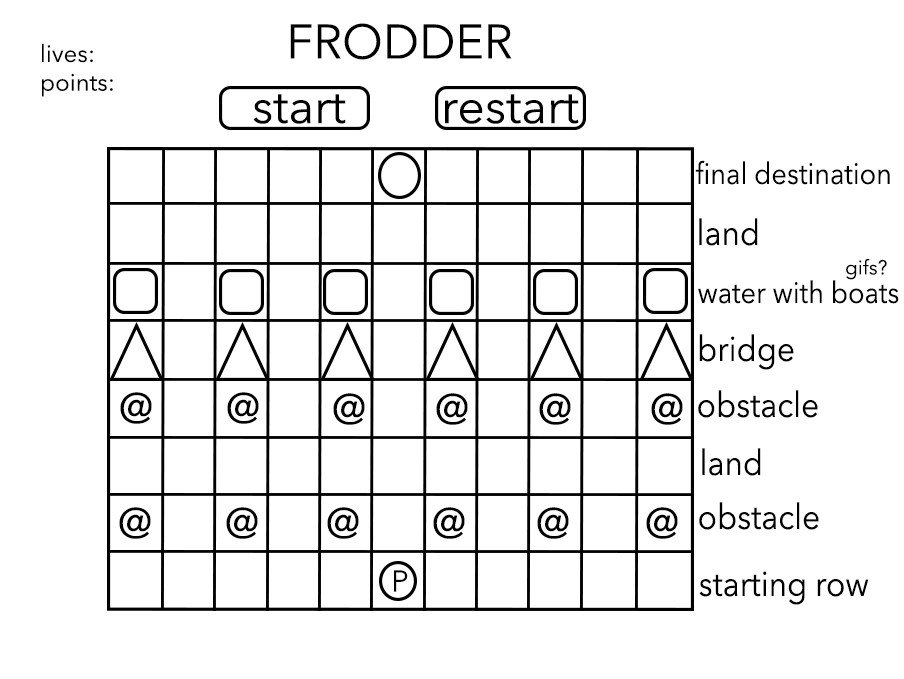 FRODDER
lives:
points:
start
restart
final destination
land
gifs?
water with boats
bridge
@ @ @ @ @ @ obstacle
land
@ @ @ @ @ @ obstacle
P
starting row